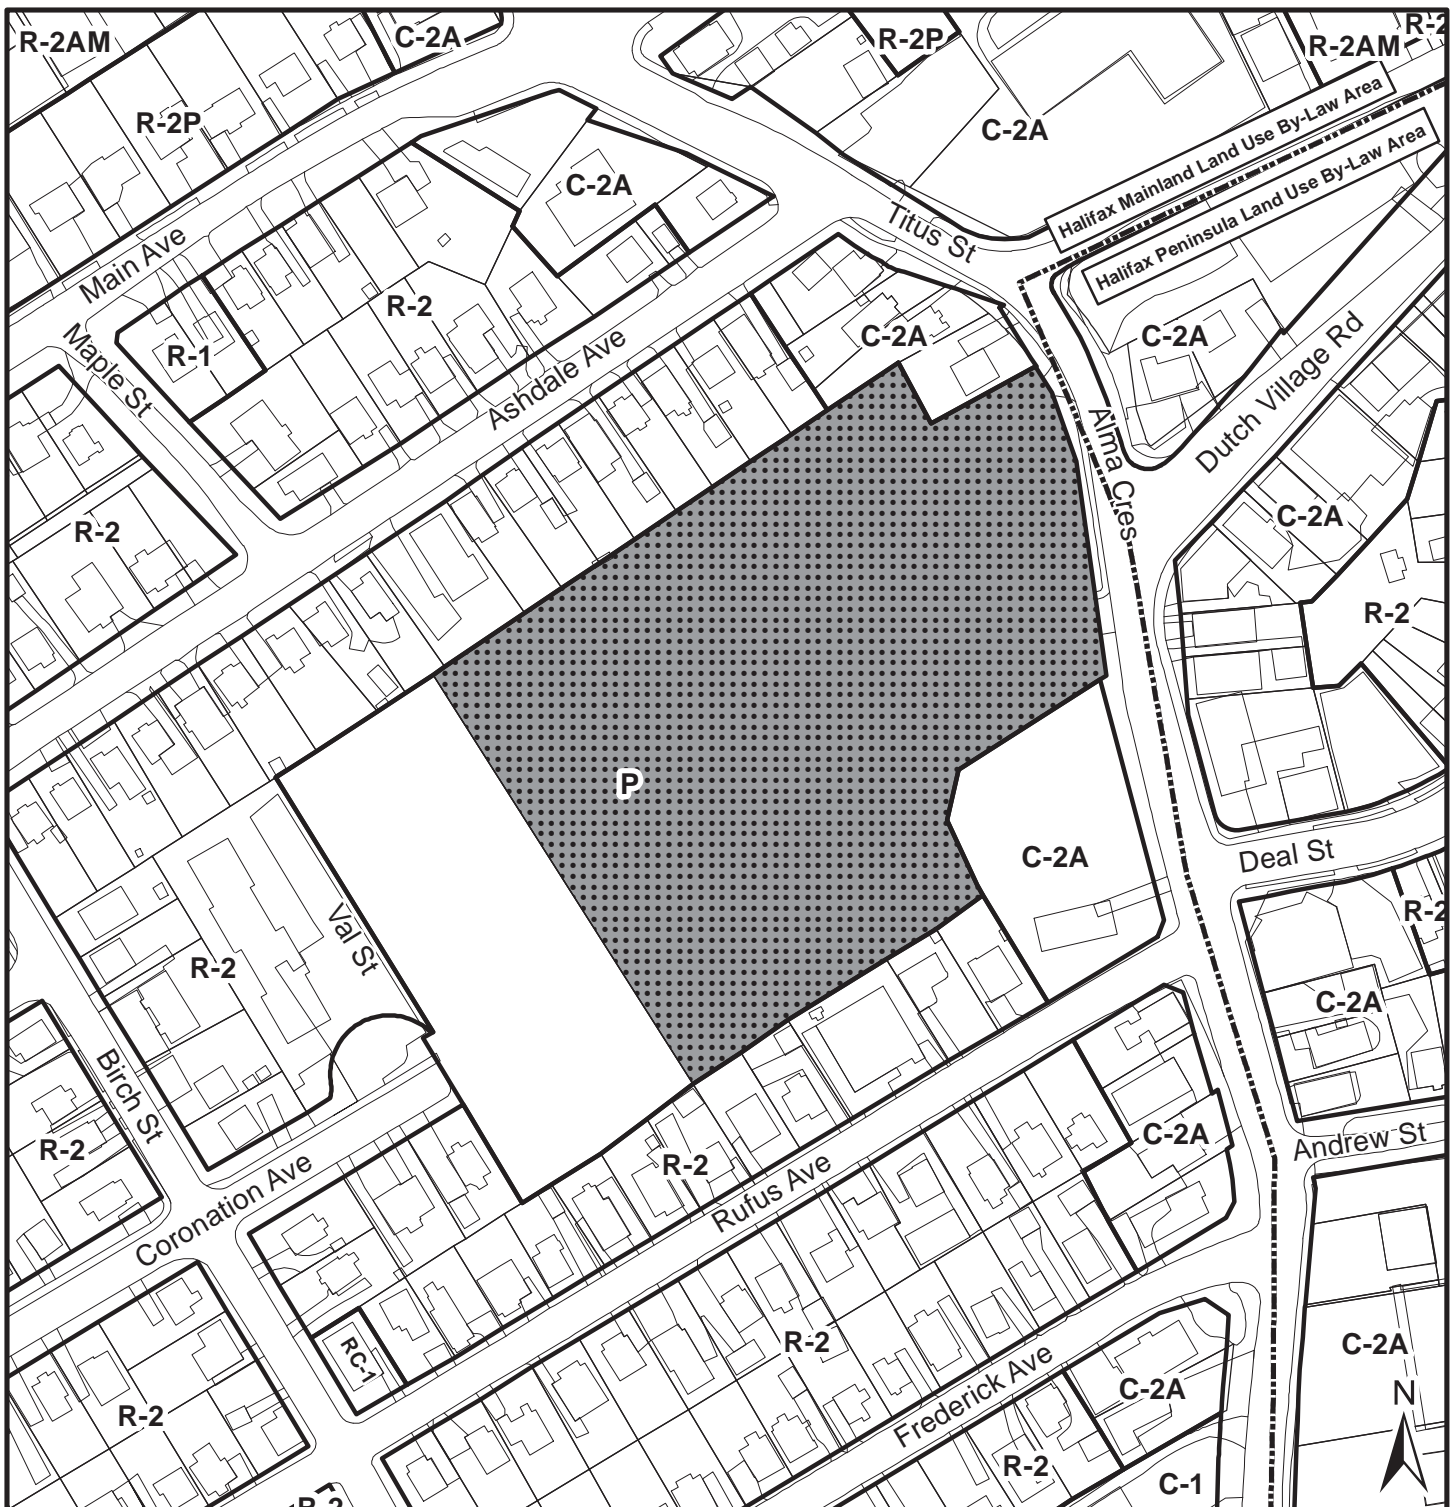 R-2AM
C-2A
R-2P
R-2AM
R-2
R-2P
C-2A
Halifax Mainland Land Use By-Law Area
Halifax Peninsula Land Use By-Law Area
C-2A
Titus St
Main Ave
R-2
R-1
Maple St
Ashdale Ave
C-2A
C-2A
Dutch Village Rd
Alma Cres
C-2A
R-2
R-2
P
C-2A
Deal St
R-2
Val St
R-2
C-2A
Birch St
R-2
Andrew St
C-2A
R-2
Coronation Ave
Rufus Ave
RC-1
R-2
C-2A
R-2
Frederick Ave
C-2A
N
R-2
C-1
R-2